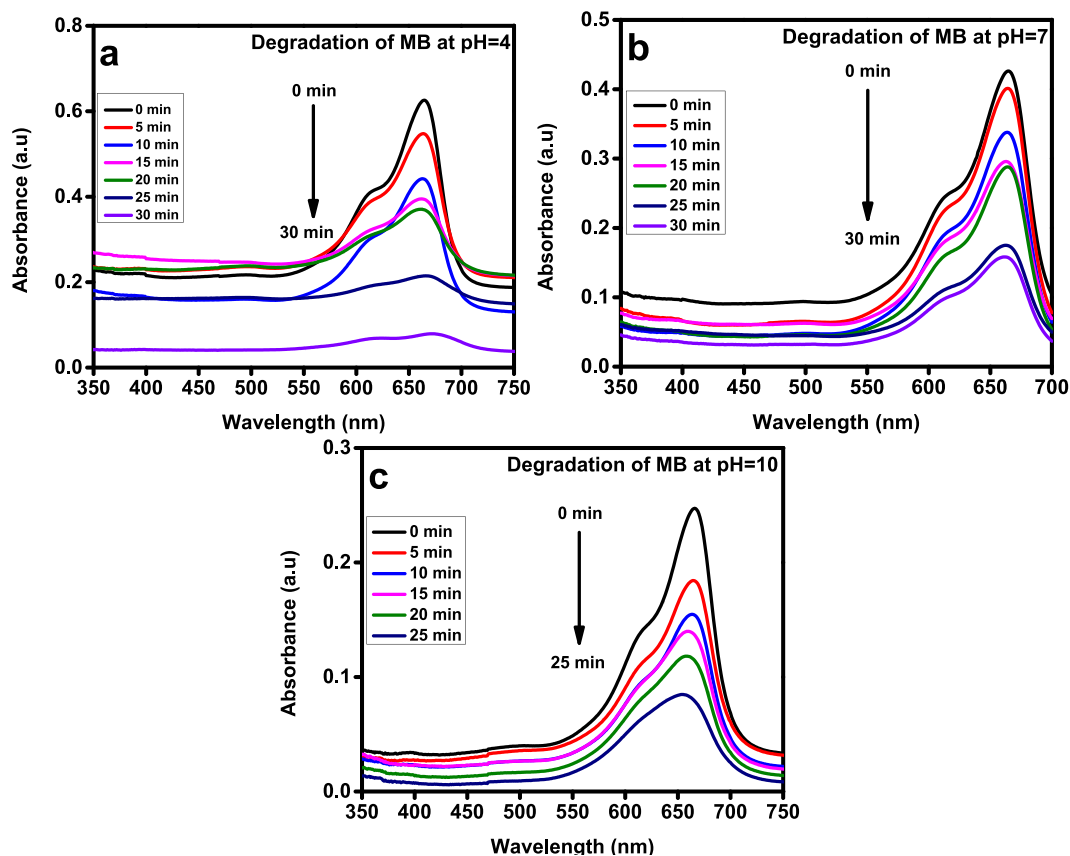 a
Degradation of MB at pH=4
0 min
30 min
0 min
5 min
10 min
15 min
20 min
25 min
30 min
0.8
0.6
0.4
0.2
0.0
Absorbance (a.u)
350 400 450 500 550 600 650 700 750
Wavelength (nm)
b
Degradation of MB at pH=7
0 min
30 min
0 min
5 min
10 min
15 min
20 min
25 min
30 min
0.5
0.4
0.3
0.2
0.1
0.0
Absorbance (a.u)
350 400 450 500 550 600 650 700
Wavelength (nm)
c
Degradation of MB at pH=10
0 min
25 min
0 min
5 min
10 min
15 min
20 min
25 min
0.3
0.2
0.1
0.0
Absorbance (a.u)
350 400 450 500 550 600 650 700 750
Wavelength (nm)